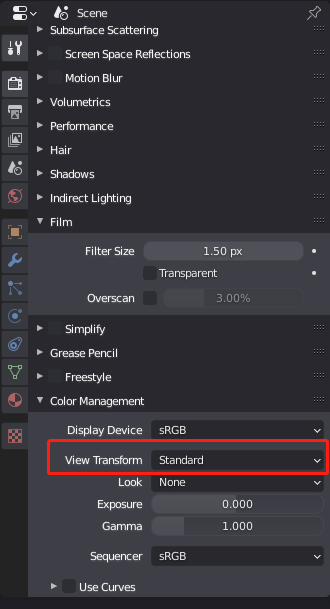 Scene
Subsurface Scattering
Screen Space Reflections
Motion Blur
Volumetrics
Performance
Hair
Shadows
Indirect Lighting
Film
Filter Size 1.50 px
Transparent
Overscan 3.00%
Simplify
Grease Pencil
Freestyle
Color Management
Display Device sRGB
View Transform Standard
Look None
Exposure 0.000
Gamma 1.000
Sequencer sRGB
Use Curves